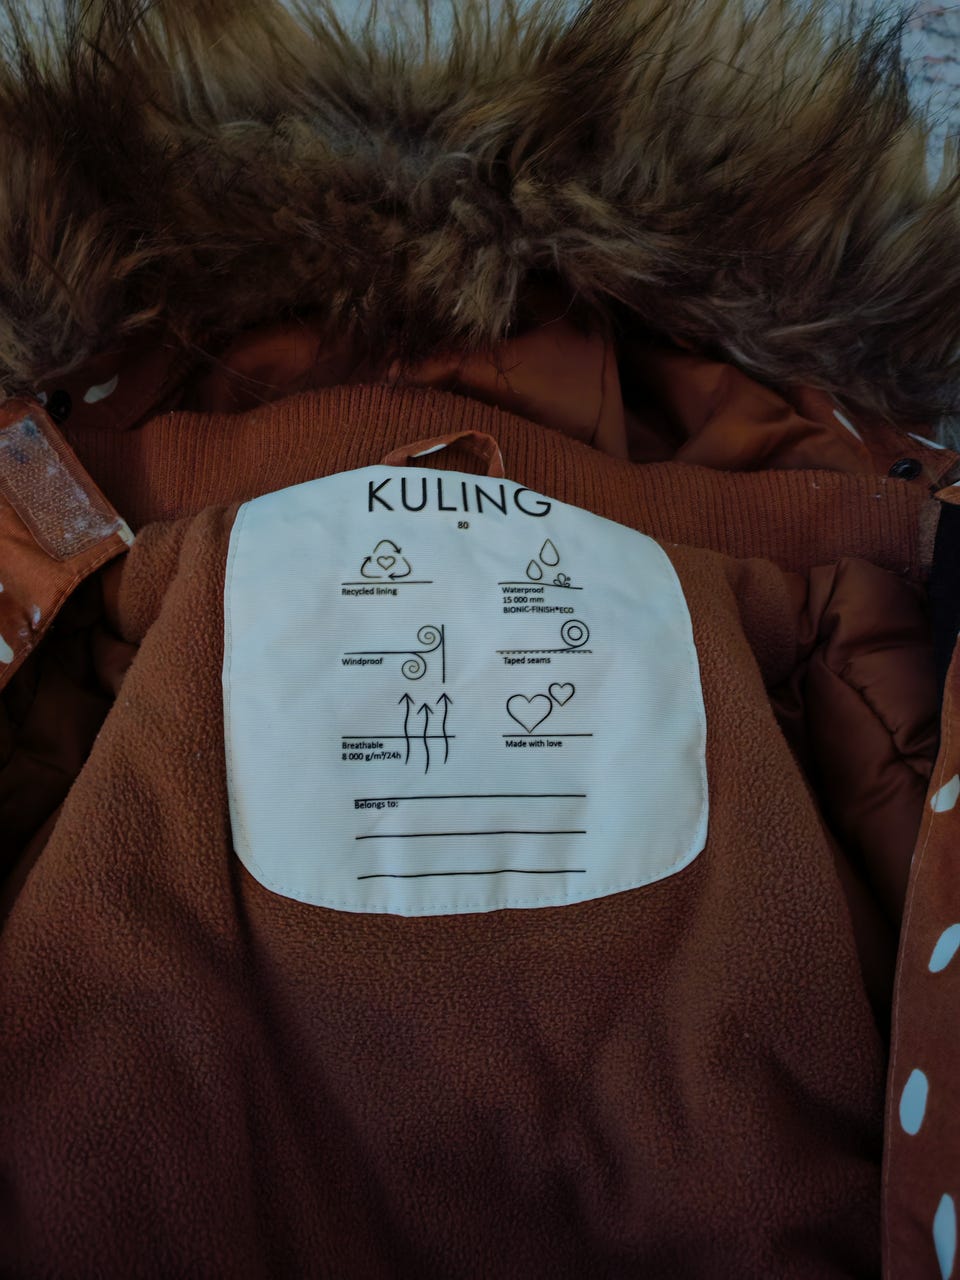 KULING
80
Recycled lining
Waterproof
15 000 mm
BIONIC-FINISH®ECO
Windproof
Taped seams
Breathable
8 000 g/m²/24h
Made with love
Belongs to: